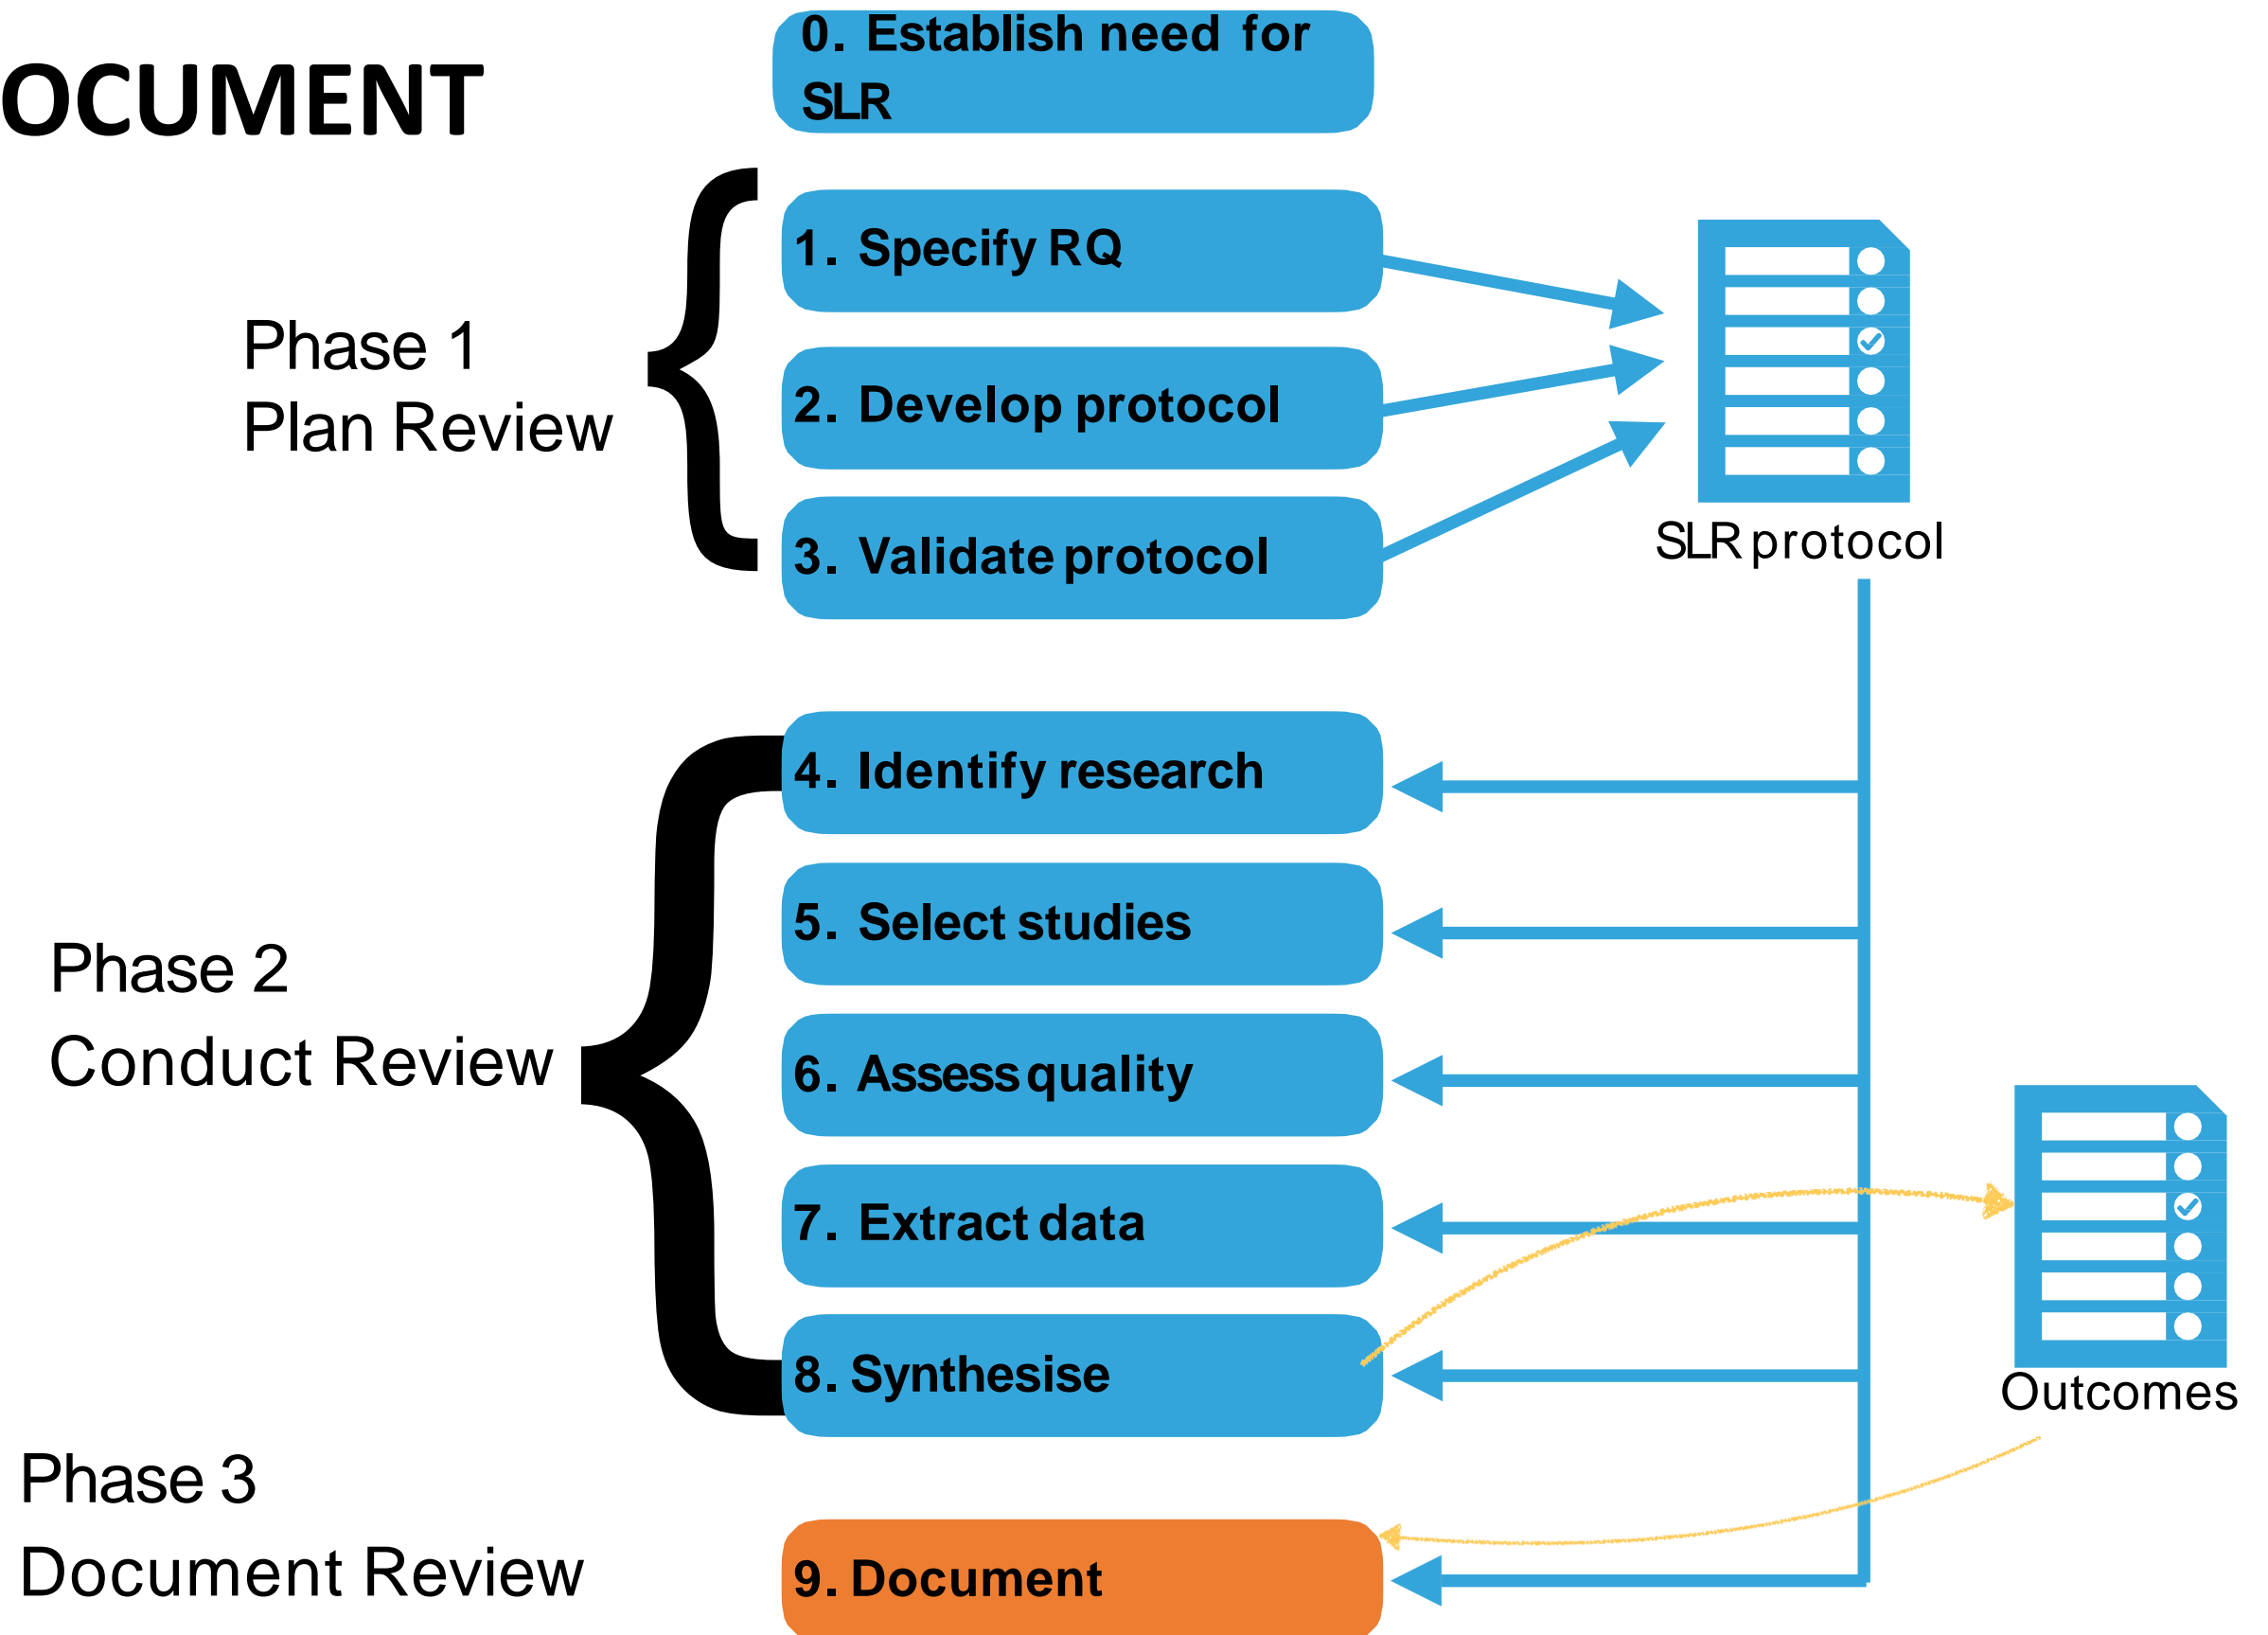 OCUMENT
0. Establish need for
SLR
Phase 1
Plan Review
1. Specify RQ
2. Develop protocol
3. Validate protocol
SLR protocol
Phase 2
Conduct Review
4. Identify research
5. Select studies
6. Assess quality
7. Extract data
8. Synthesise
Outcomes
Phase 3
Document Review
9. Document